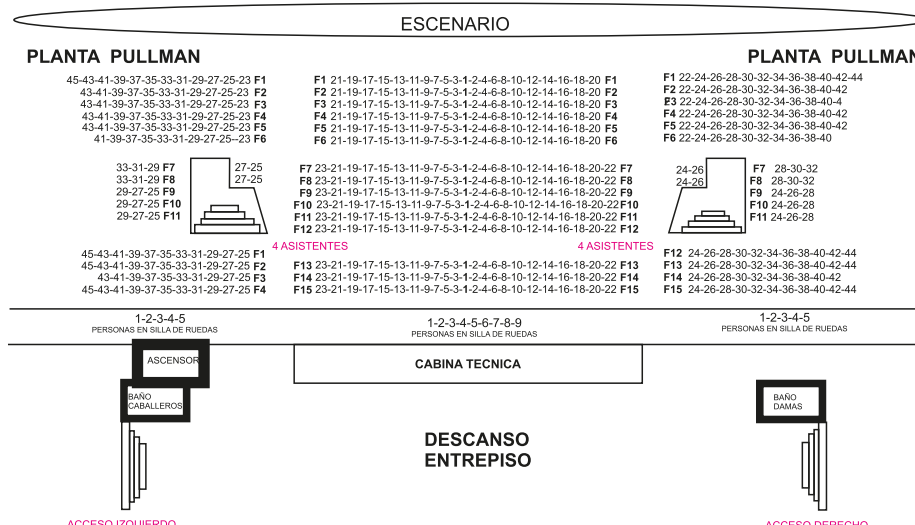 ESCENARIO
PLANTA PULLMAN
PLANTA PULLMAN
45-43-41-39-37-35-33-31-29-27-25-23 F1
43-41-39-37-35-33-31-29-27-25-23 F2
43-41-39-37-35-33-31-29-27-25-23 F3
43-41-39-37-35-33-31-29-27-25-23 F4
43-41-39-37-35-33-31-29-27-25-23 F5
41-39-37-35-33-31-29-27-25--23 F6
F1 21-19-17-15-13-11-9-7-5-3-1-2-4-6-8-10-12-14-16-18-20 F1
F2 21-19-17-15-13-11-9-7-5-3-1-2-4-6-8-10-12-14-16-18-20 F2
F3 21-19-17-15-13-11-9-7-5-3-1-2-4-6-8-10-12-14-16-18-20 F3
F4 21-19-17-15-13-11-9-7-5-3-1-2-4-6-8-10-12-14-16-18-20 F4
F5 21-19-17-15-13-11-9-7-5-3-1-2-4-6-8-10-12-14-16-18-20 F5
F6 21-19-17-15-13-11-9-7-5-3-1-2-4-6-8-10-12-14-16-18-20 F6
F1 22-24-26-28-30-32-34-36-38-40-42-44
F2 22-24-26-28-30-32-34-36-38-40-42
F3 22-24-26-28-30-32-34-36-38-40-4
F4 22-24-26-28-30-32-34-36-38-40-42
F5 22-24-26-28-30-32-34-36-38-40-42
F6 22-24-26-28-30-32-34-36-38-40
33-31-29 F7 27-25
33-31-29 F8 27-25
29-27-25 F9
29-27-25 F10
29-27-25 F11
F7 23-21-19-17-15-13-11-9-7-5-3-1-2-4-6-8-10-12-14-16-18-20-22 F7
F8 23-21-19-17-15-13-11-9-7-5-3-1-2-4-6-8-10-12-14-16-18-20-22 F8
F9 23-21-19-17-15-13-11-9-7-5-3-1-2-4-6-8-10-12-14-16-18-20-22 F9
F10 23-21-19-17-15-13-11-9-7-5-3-1-2-4-6-8-10-12-14-16-18-20-22 F10
F11 23-21-19-17-15-13-11-9-7-5-3-1-2-4-6-8-10-12-14-16-18-20-22 F11
F12 23-21-19-17-15-13-11-9-7-5-3-1-2-4-6-8-10-12-14-16-18-20-22 F12
24-26 F7 28-30-32
24-26 F8 28-30-32
F9 24-26-28
F10 24-26-28
F11 24-26-28
4 ASISTENTES
4 ASISTENTES
45-43-41-39-37-35-33-31-29-27-25 F1
45-43-41-39-37-35-33-31-29-27-25 F2
43-41-39-37-35-33-31-29-27-25 F3
45-43-41-39-37-35-33-31-29-27-25 F4
F13 23-21-19-17-15-13-11-9-7-5-3-1-2-4-6-8-10-12-14-16-18-20-22 F13
F14 23-21-19-17-15-13-11-9-7-5-3-1-2-4-6-8-10-12-14-16-18-20-22 F14
F15 23-21-19-17-15-13-11-9-7-5-3-1-2-4-6-8-10-12-14-16-18-20-22 F15
F12 24-26-28-30-32-34-36-38-40-42-44
F13 24-26-28-30-32-34-36-38-40-42-44
F14 24-26-28-30-32-34-36-38-40-42
F15 24-26-28-30-32-34-36-38-40-42-44
1-2-3-4-5
PERSONAS EN SILLA DE RUEDAS
1-2-3-4-5-6-7-8-9
PERSONAS EN SILLA DE RUEDAS
1-2-3-4-5
PERSONAS EN SILLA DE RUEDAS
ASCENSOR
CABINA TECNICA
BAÑO
CABALLEROS
BAÑO
DAMAS
DESCANSO
ENTREPISO
ACCESO IZQUIERDO
ACCESO DERECHO